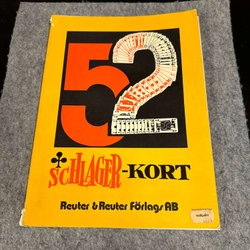 52
SCHLAGER-KORT
Reuter & Reuter Förlags AB